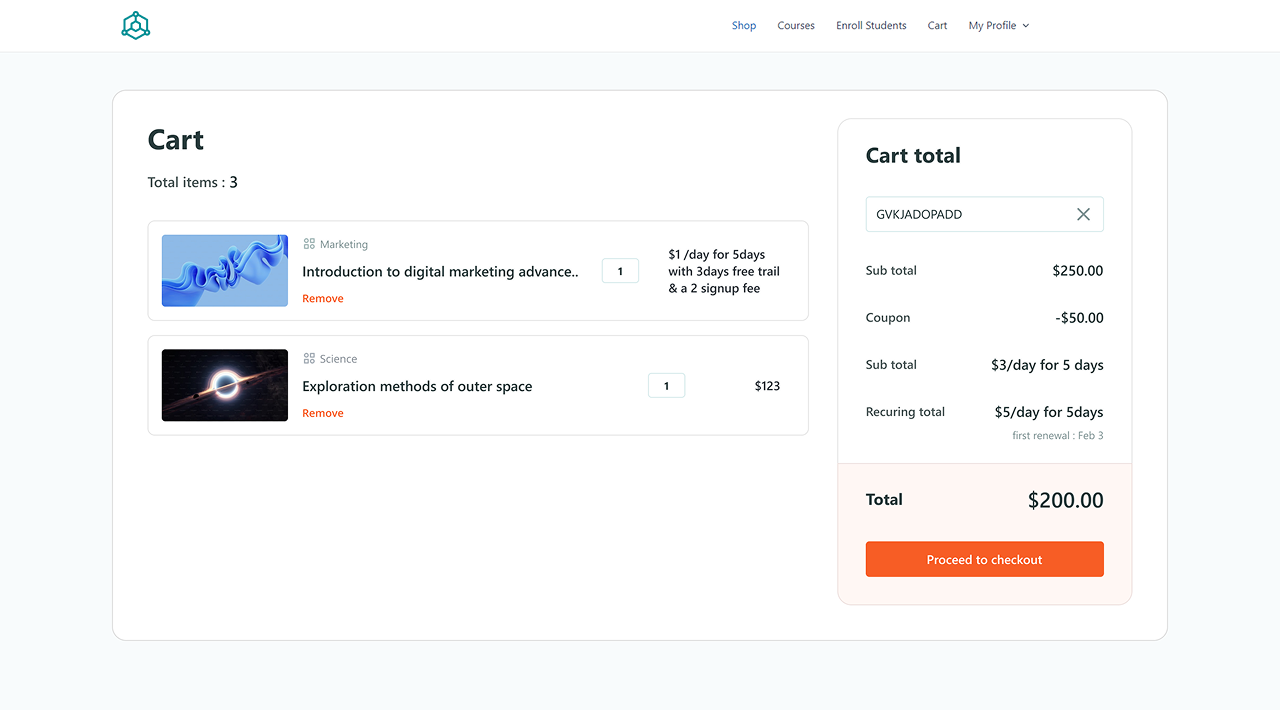 Shop Courses Enroll Students Cart My Profile
Cart
Total items : 3
Marketing
Introduction to digital marketing advance..
Remove
1
$1 /day for 5days
with 3days free trail
& a 2 signup fee
Science
Exploration methods of outer space
Remove
1
$123
Cart total
GVKJADOPADD
Sub total $250.00
Coupon -$50.00
Sub total $3/day for 5 days
Recuring total $5/day for 5days
first renewal : Feb 3
Total $200.00
Proceed to checkout